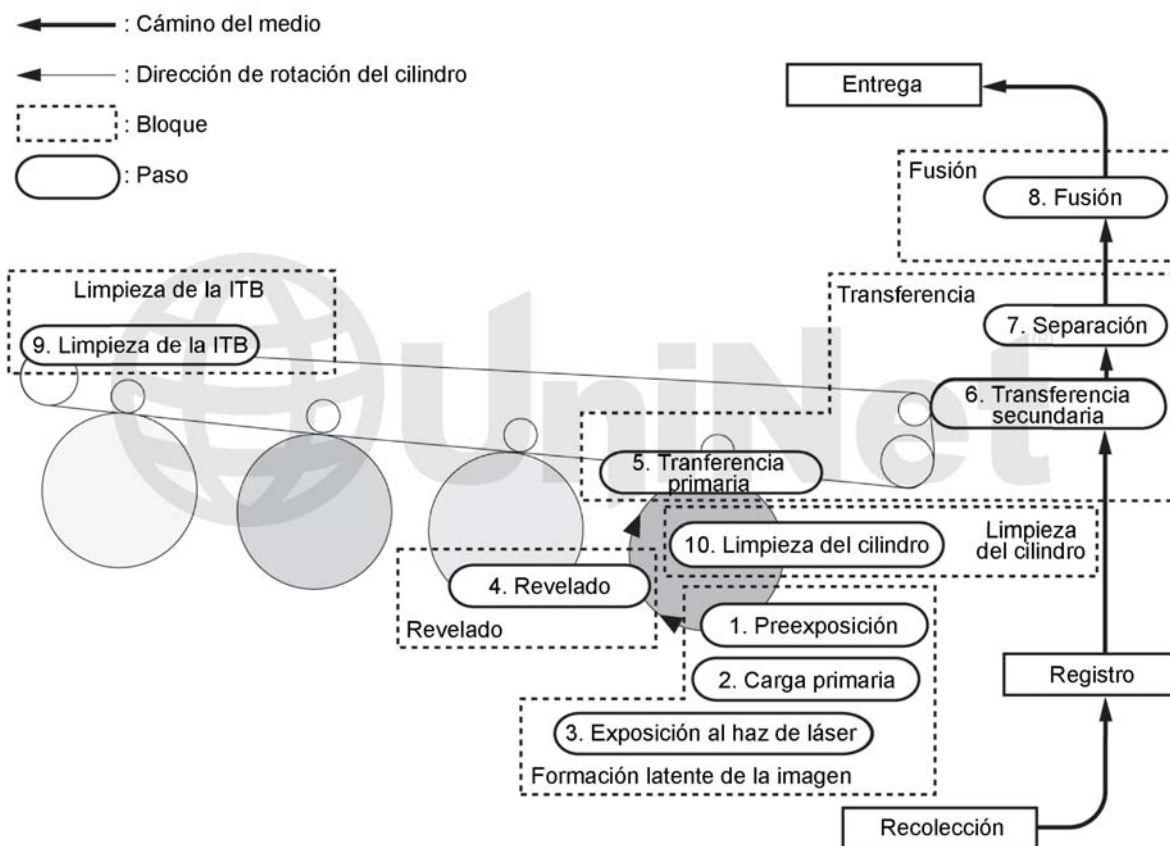 : Cámino del medio
: Dirección de rotación del cilindro
: Bloque
: Paso
Entrega
Fusión
8. Fusión
Limpieza de la ITB
9. Limpieza de la ITB
Transferencia
7. Separación
6. Transferencia
secundaria
5. Tranferencia
primaria
UniNet®
10. Limpieza del cilindro
Limpieza
del cilindro
4. Revelado
Revelado
1. Preexposición
2. Carga primaria
3. Exposición al haz de láser
Formación latente de la imagen
Registro
Recolección